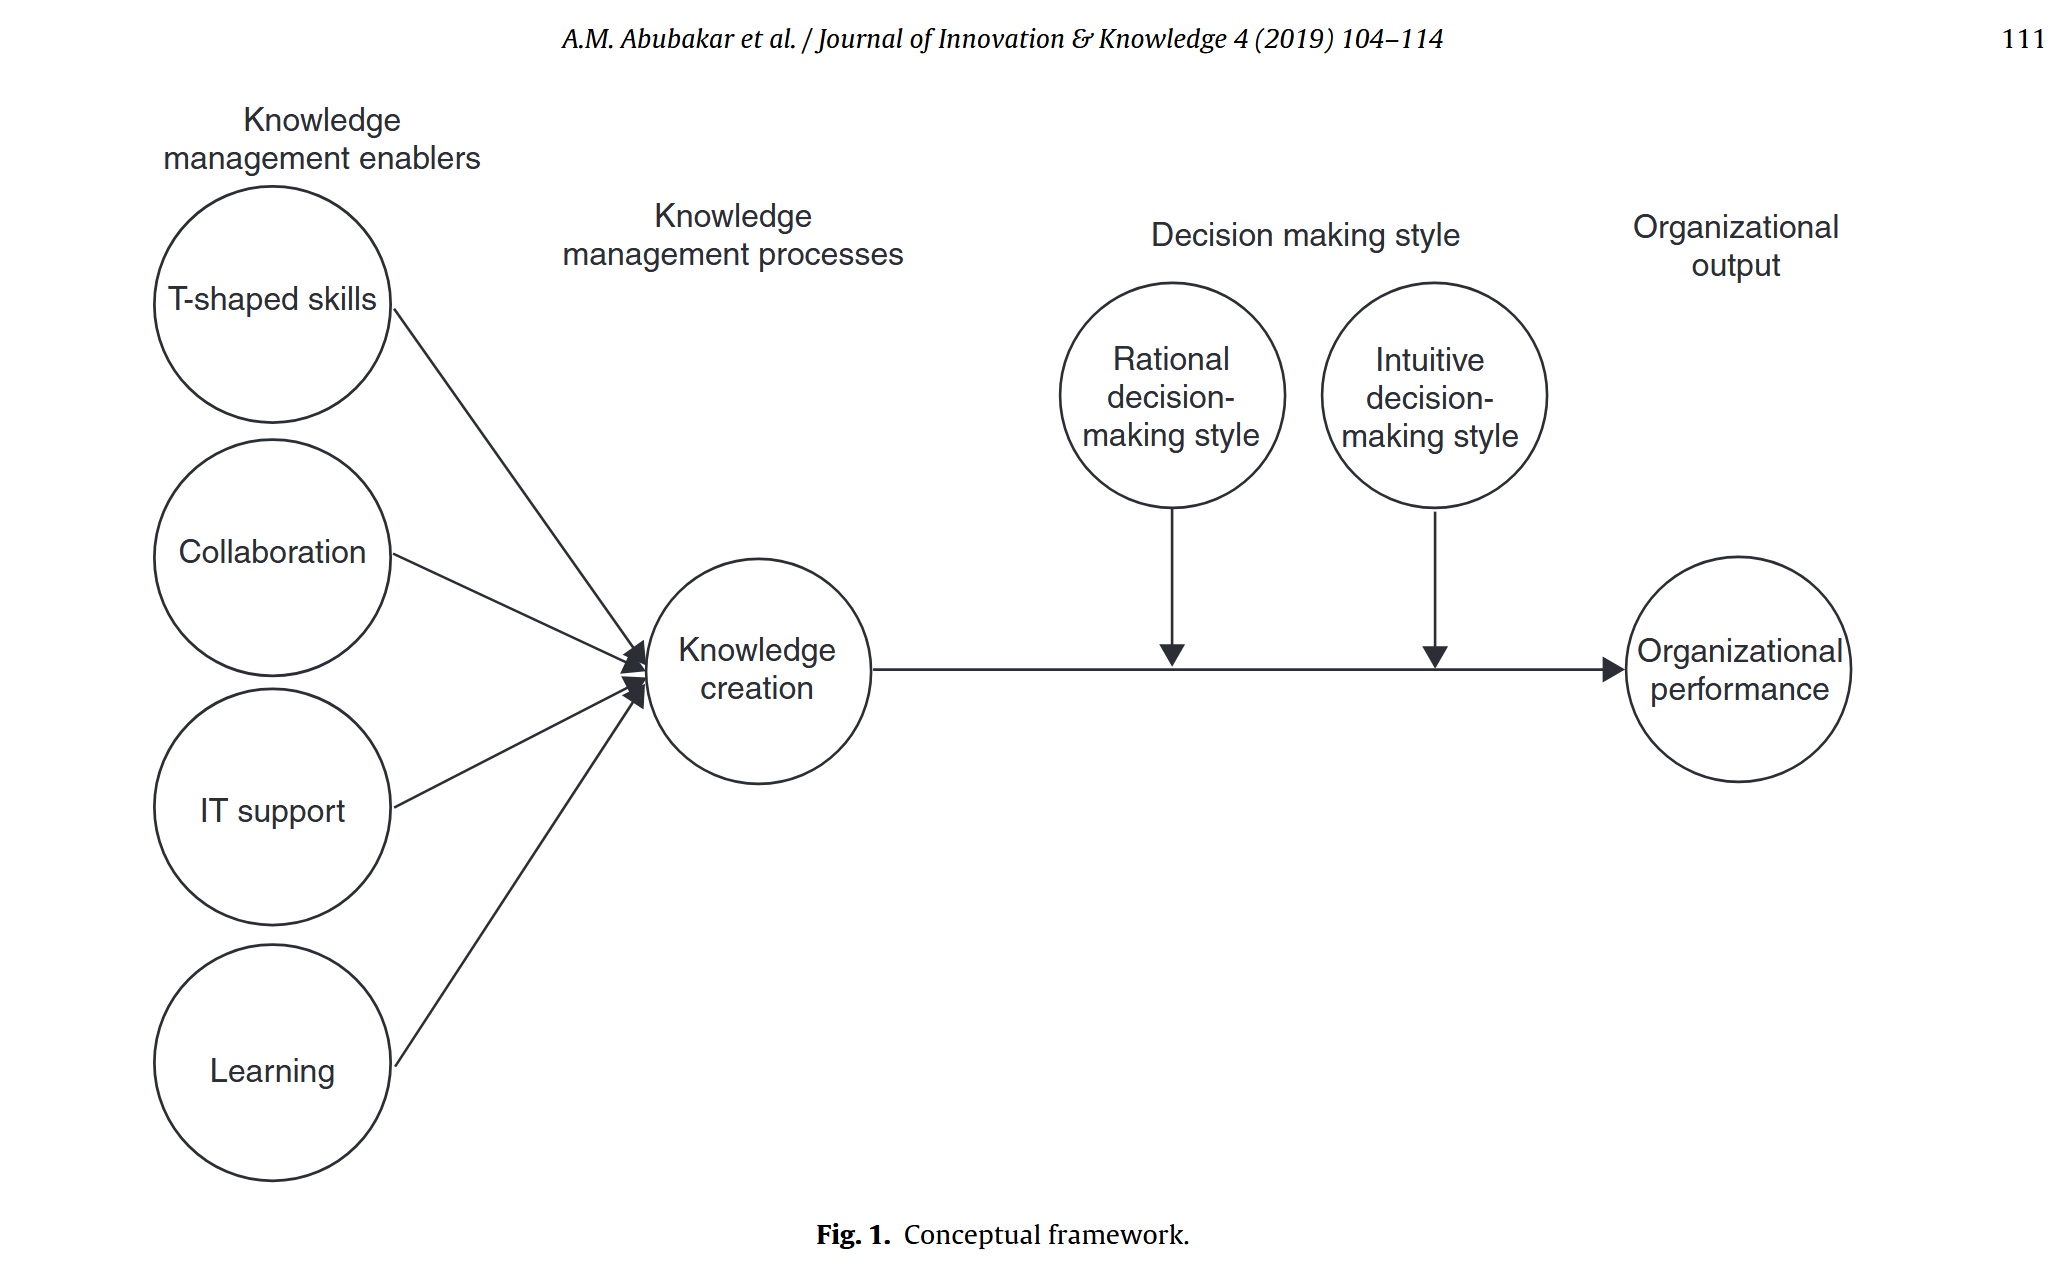 A.M. Abubakar et al. / Journal of Innovation & Knowledge 4 (2019) 104–114
111
Knowledge
management enablers
T-shaped skills
Collaboration
IT support
Learning
Knowledge
management processes
Knowledge
creation
Decision making style
Rational
decision-
making style
Intuitive
decision-
making style
Organizational
output
Organizational
performance
Fig. 1. Conceptual framework.